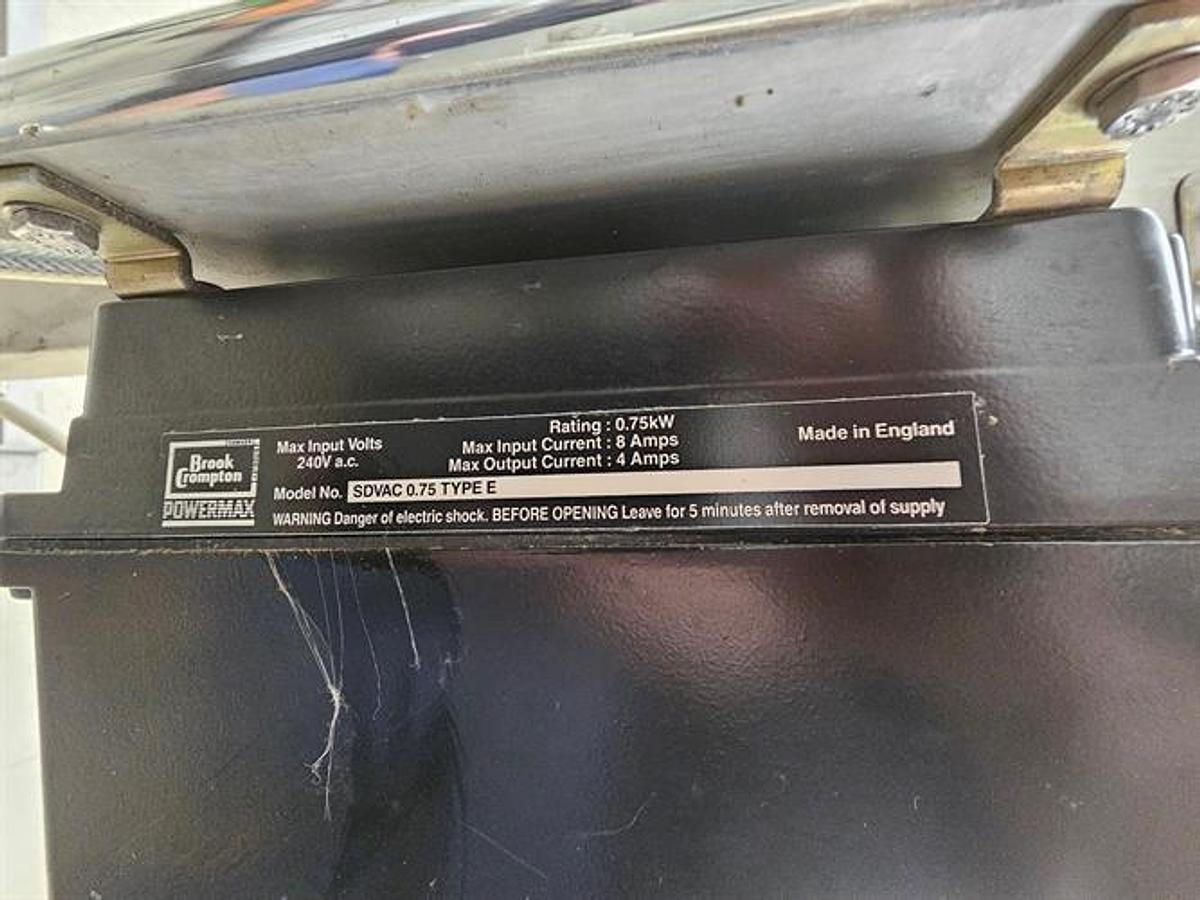 Brook
Crompton
POWERMAX
Max Input Volts
240V a.c.
Rating : 0.75kW
Max Input Current : 8 Amps
Max Output Current : 4 Amps
Made in England
Model No. SDVAC 0.75 TYPE E
WARNING Danger of electric shock. BEFORE OPENING Leave for 5 minutes after removal of supply